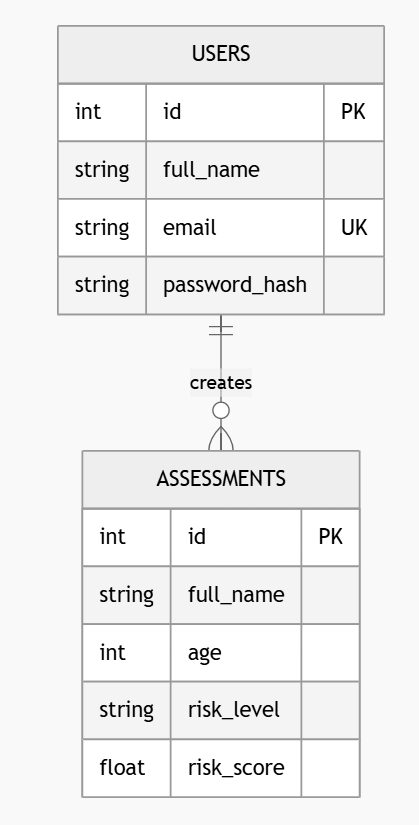 USERS
int id PK
string full_name
string email UK
string password_hash
creates
ASSESSMENTS
int id PK
string full_name
int age
string risk_level
float risk_score